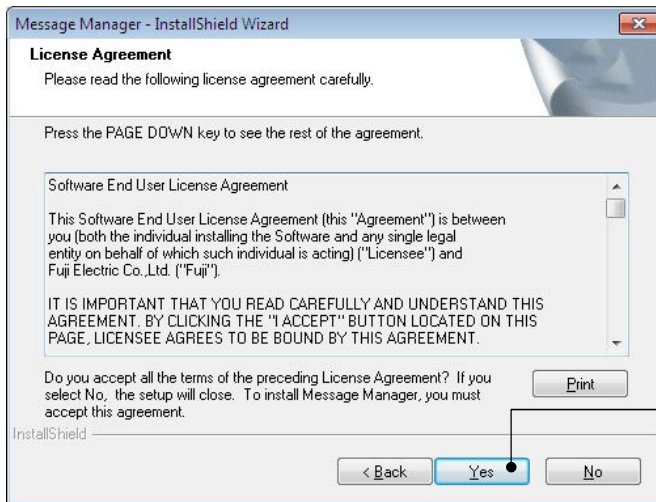 Message Manager - InstallShield Wizard
License Agreement
Please read the following license agreement carefully.
Press the PAGE DOWN key to see the rest of the agreement.
Software End User License Agreement
This Software End User License Agreement (this "Agreement") is between
you (both the individual installing the Software and any single legal
entity on behalf of which such individual is acting) ("Licensee") and
Fuji Electric Co.,Ltd. ("Fuji").
IT IS IMPORTANT THAT YOU READ CAREFULLY AND UNDERSTAND THIS
AGREEMENT. BY CLICKING THE "I ACCEPT" BUTTON LOCATED ON THIS
PAGE, LICENSEE AGREES TO BE BOUND BY THIS AGREEMENT.
Do you accept all the terms of the preceding License Agreement? If you
select No, the setup will close. To install Message Manager, you must
accept this agreement.
Print
InstallShield
< Back
Yes
No